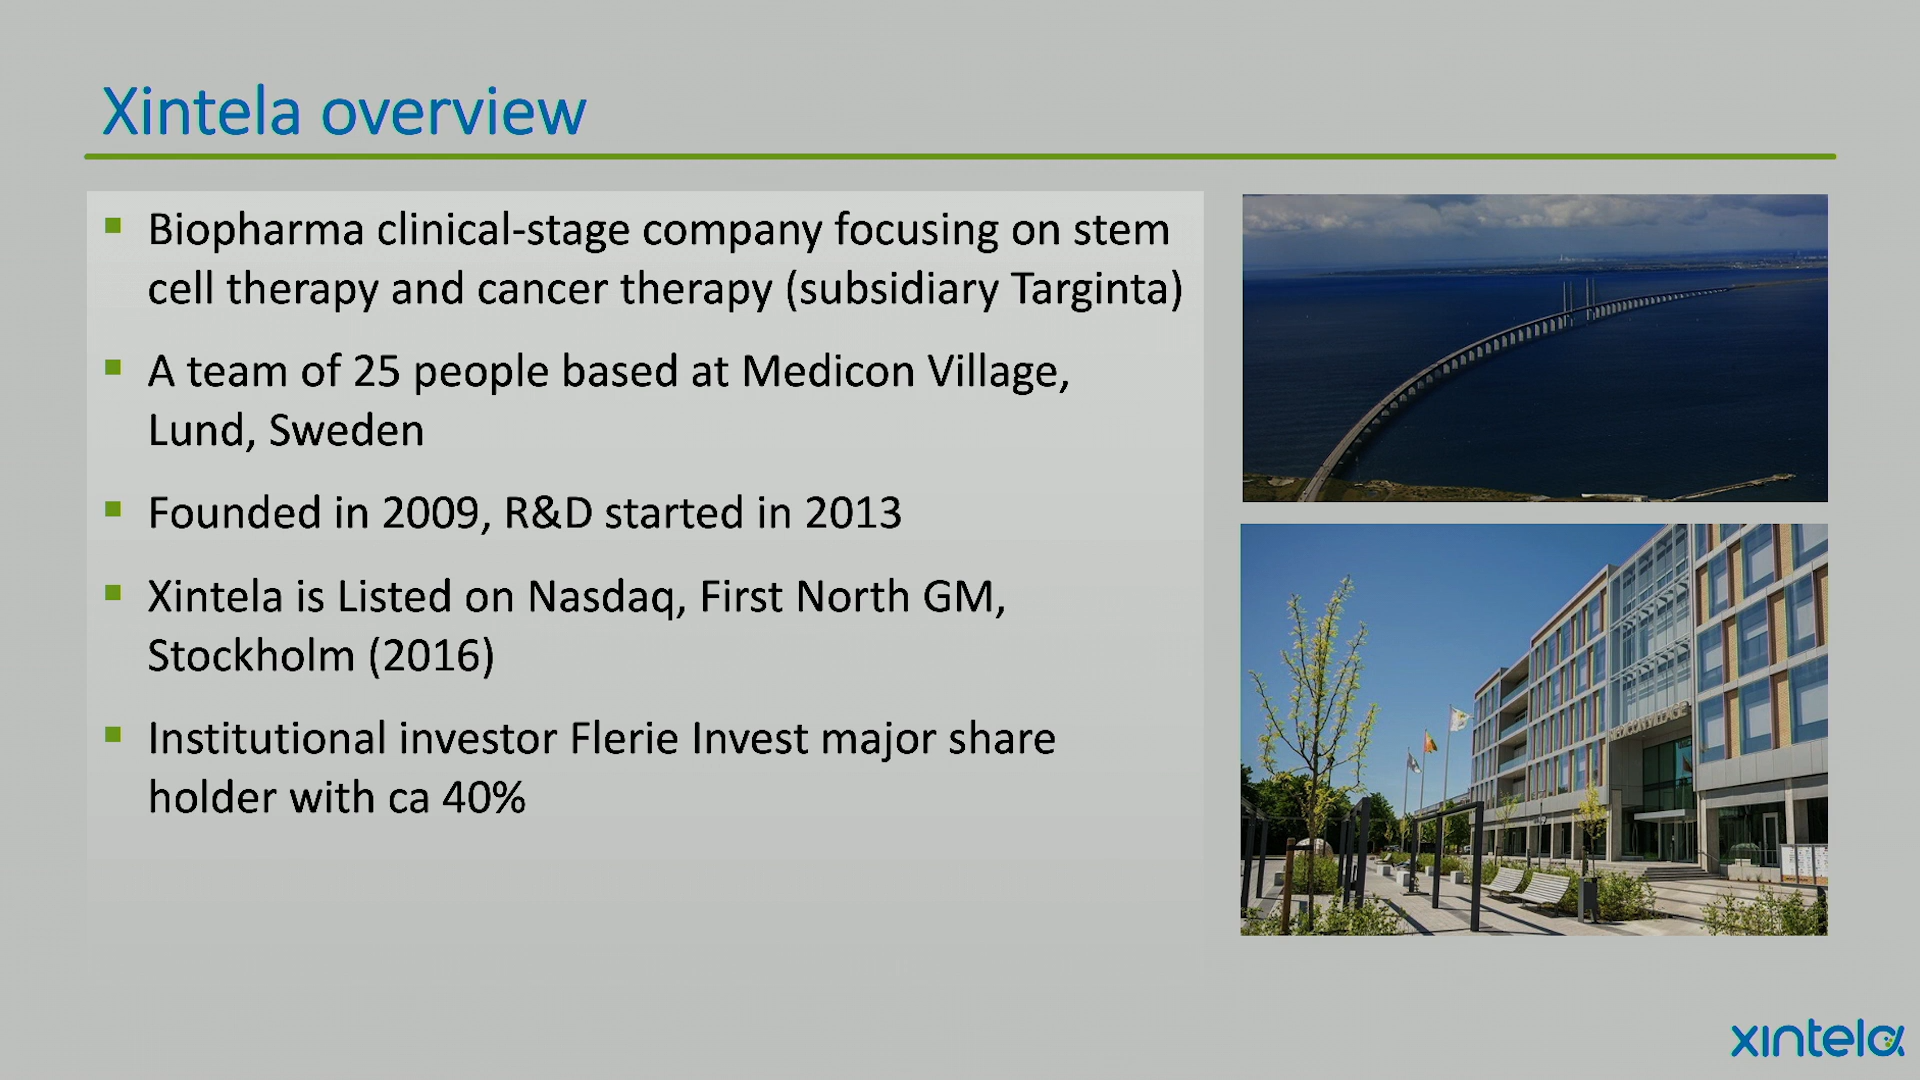 Xintela overview
▪ Biopharma clinical-stage company focusing on stem
cell therapy and cancer therapy (subsidiary Targinta)
▪ A team of 25 people based at Medicon Village,
Lund, Sweden
▪ Founded in 2009, R&D started in 2013
▪ Xintela is Listed on Nasdaq, First North GM,
Stockholm (2016)
▪ Institutional investor Flerie Invest major share
holder with ca 40%
MEDICON VILLAGE
xintela